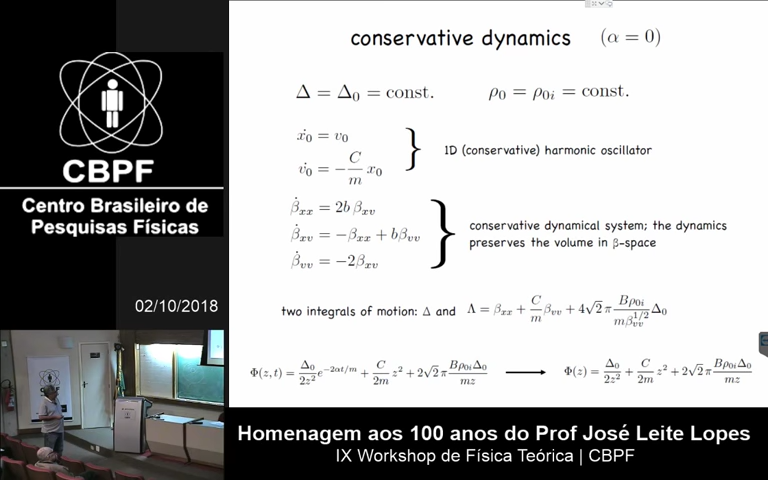 conservative dynamics (α = 0)
Δ = Δ₀ = const. ρ₀ = ρ₀ᵢ = const.
ẋ₀ = v₀
v̇₀ = −C/m x₀
1D (conservative) harmonic oscillator
β̇ₓₓ = 2b βₓᵥ
β̇ₓᵥ = −βₓₓ + bβᵥᵥ
β̇ᵥᵥ = −2βₓᵥ
conservative dynamical system; the dynamics
preserves the volume in β-space
two integrals of motion: Δ and Λ = βₓₓ + C/m βᵥᵥ + 4√2 π Bρ₀ᵢ/(mβᵥᵥ^{1/2}) Δ₀
Φ(z, t) = Δ₀/(2z²) e^{−2αt/m} + C/(2m) z² + 2√2 π Bρ₀ᵢΔ₀/(mz) ⟶ Φ(z) = Δ₀/(2z²) + C/(2m) z² + 2√2 π Bρ₀ᵢΔ₀/(mz)
CBPF
Centro Brasileiro de
Pesquisas Físicas
02/10/2018
Homenagem aos 100 anos do Prof José Leite Lopes
IX Workshop de Física Teórica | CBPF